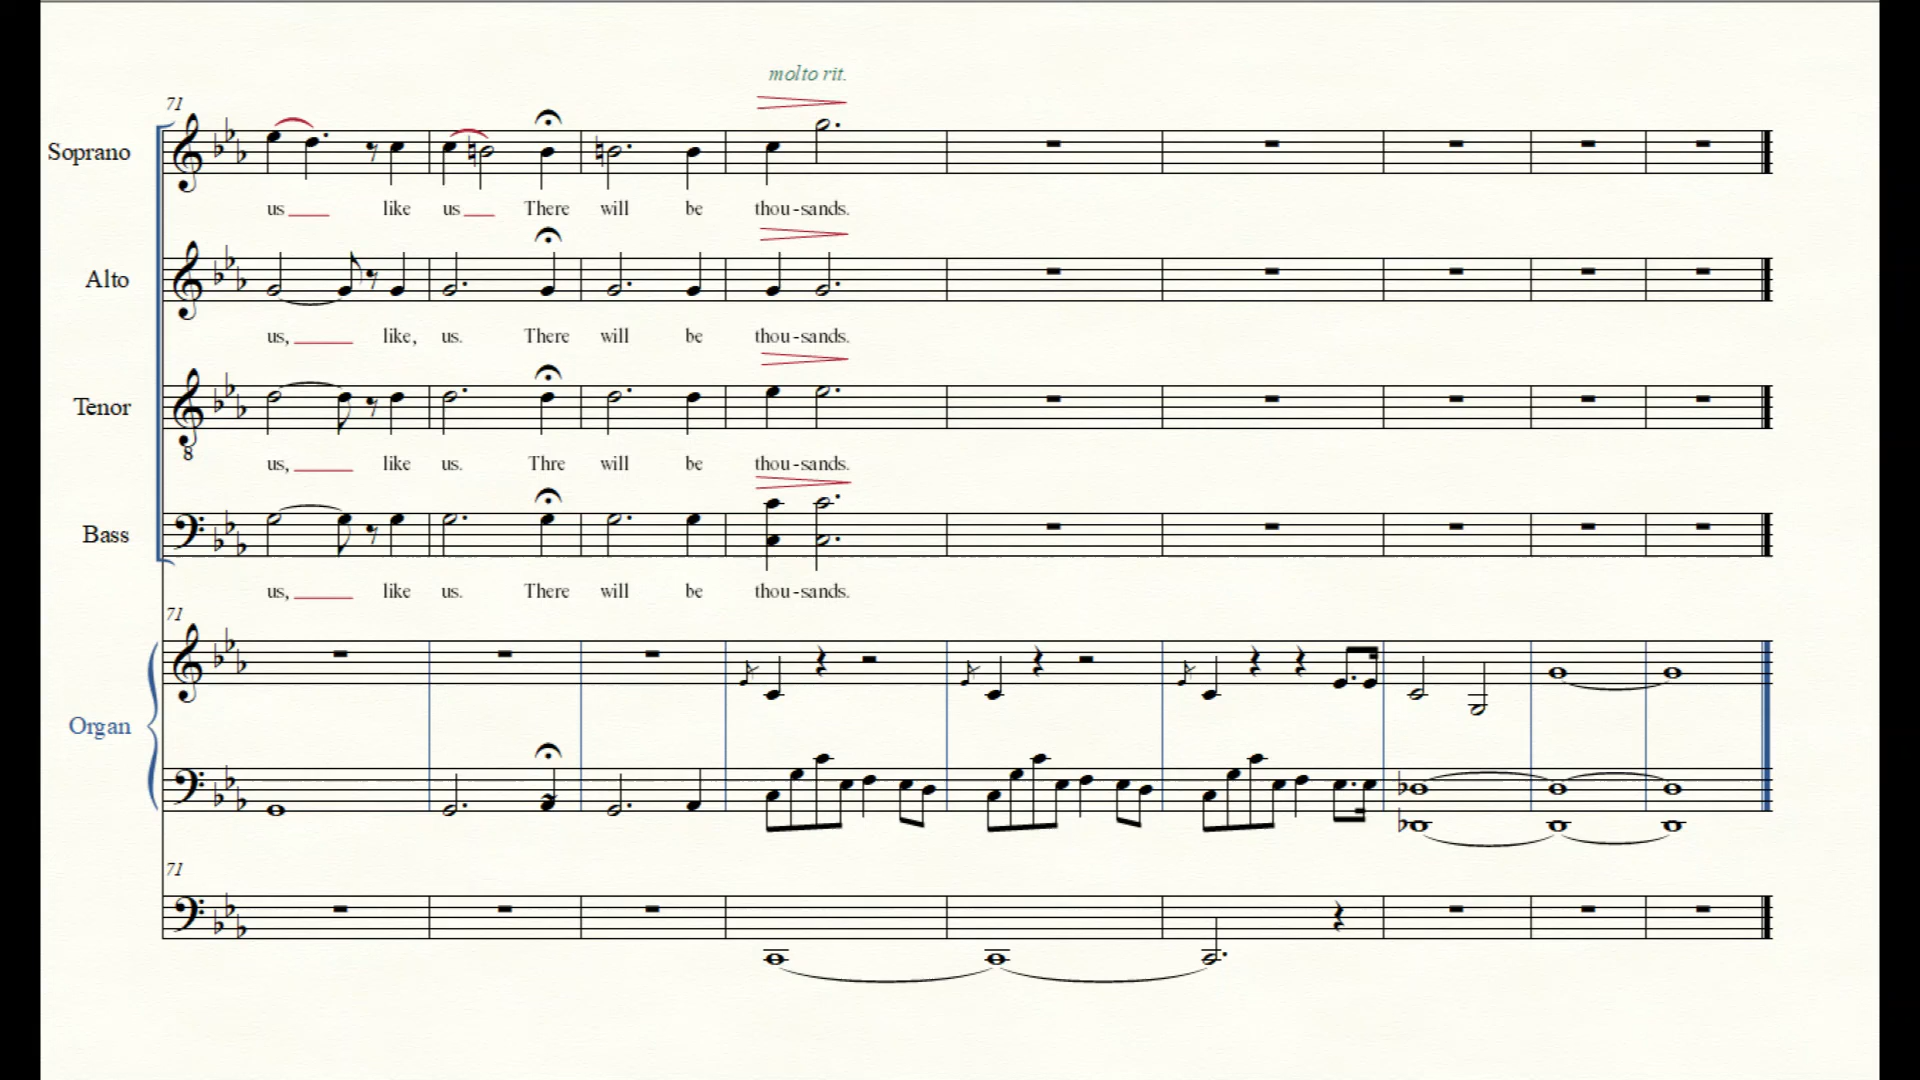 molto rit.
71
Soprano
us like us There will be thou-sands.
Alto
us, like, us. There will be thou-sands.
Tenor
8
us, like us. Thre will be thou-sands.
Bass
us, like us. There will be thou-sands.
71
Organ
71